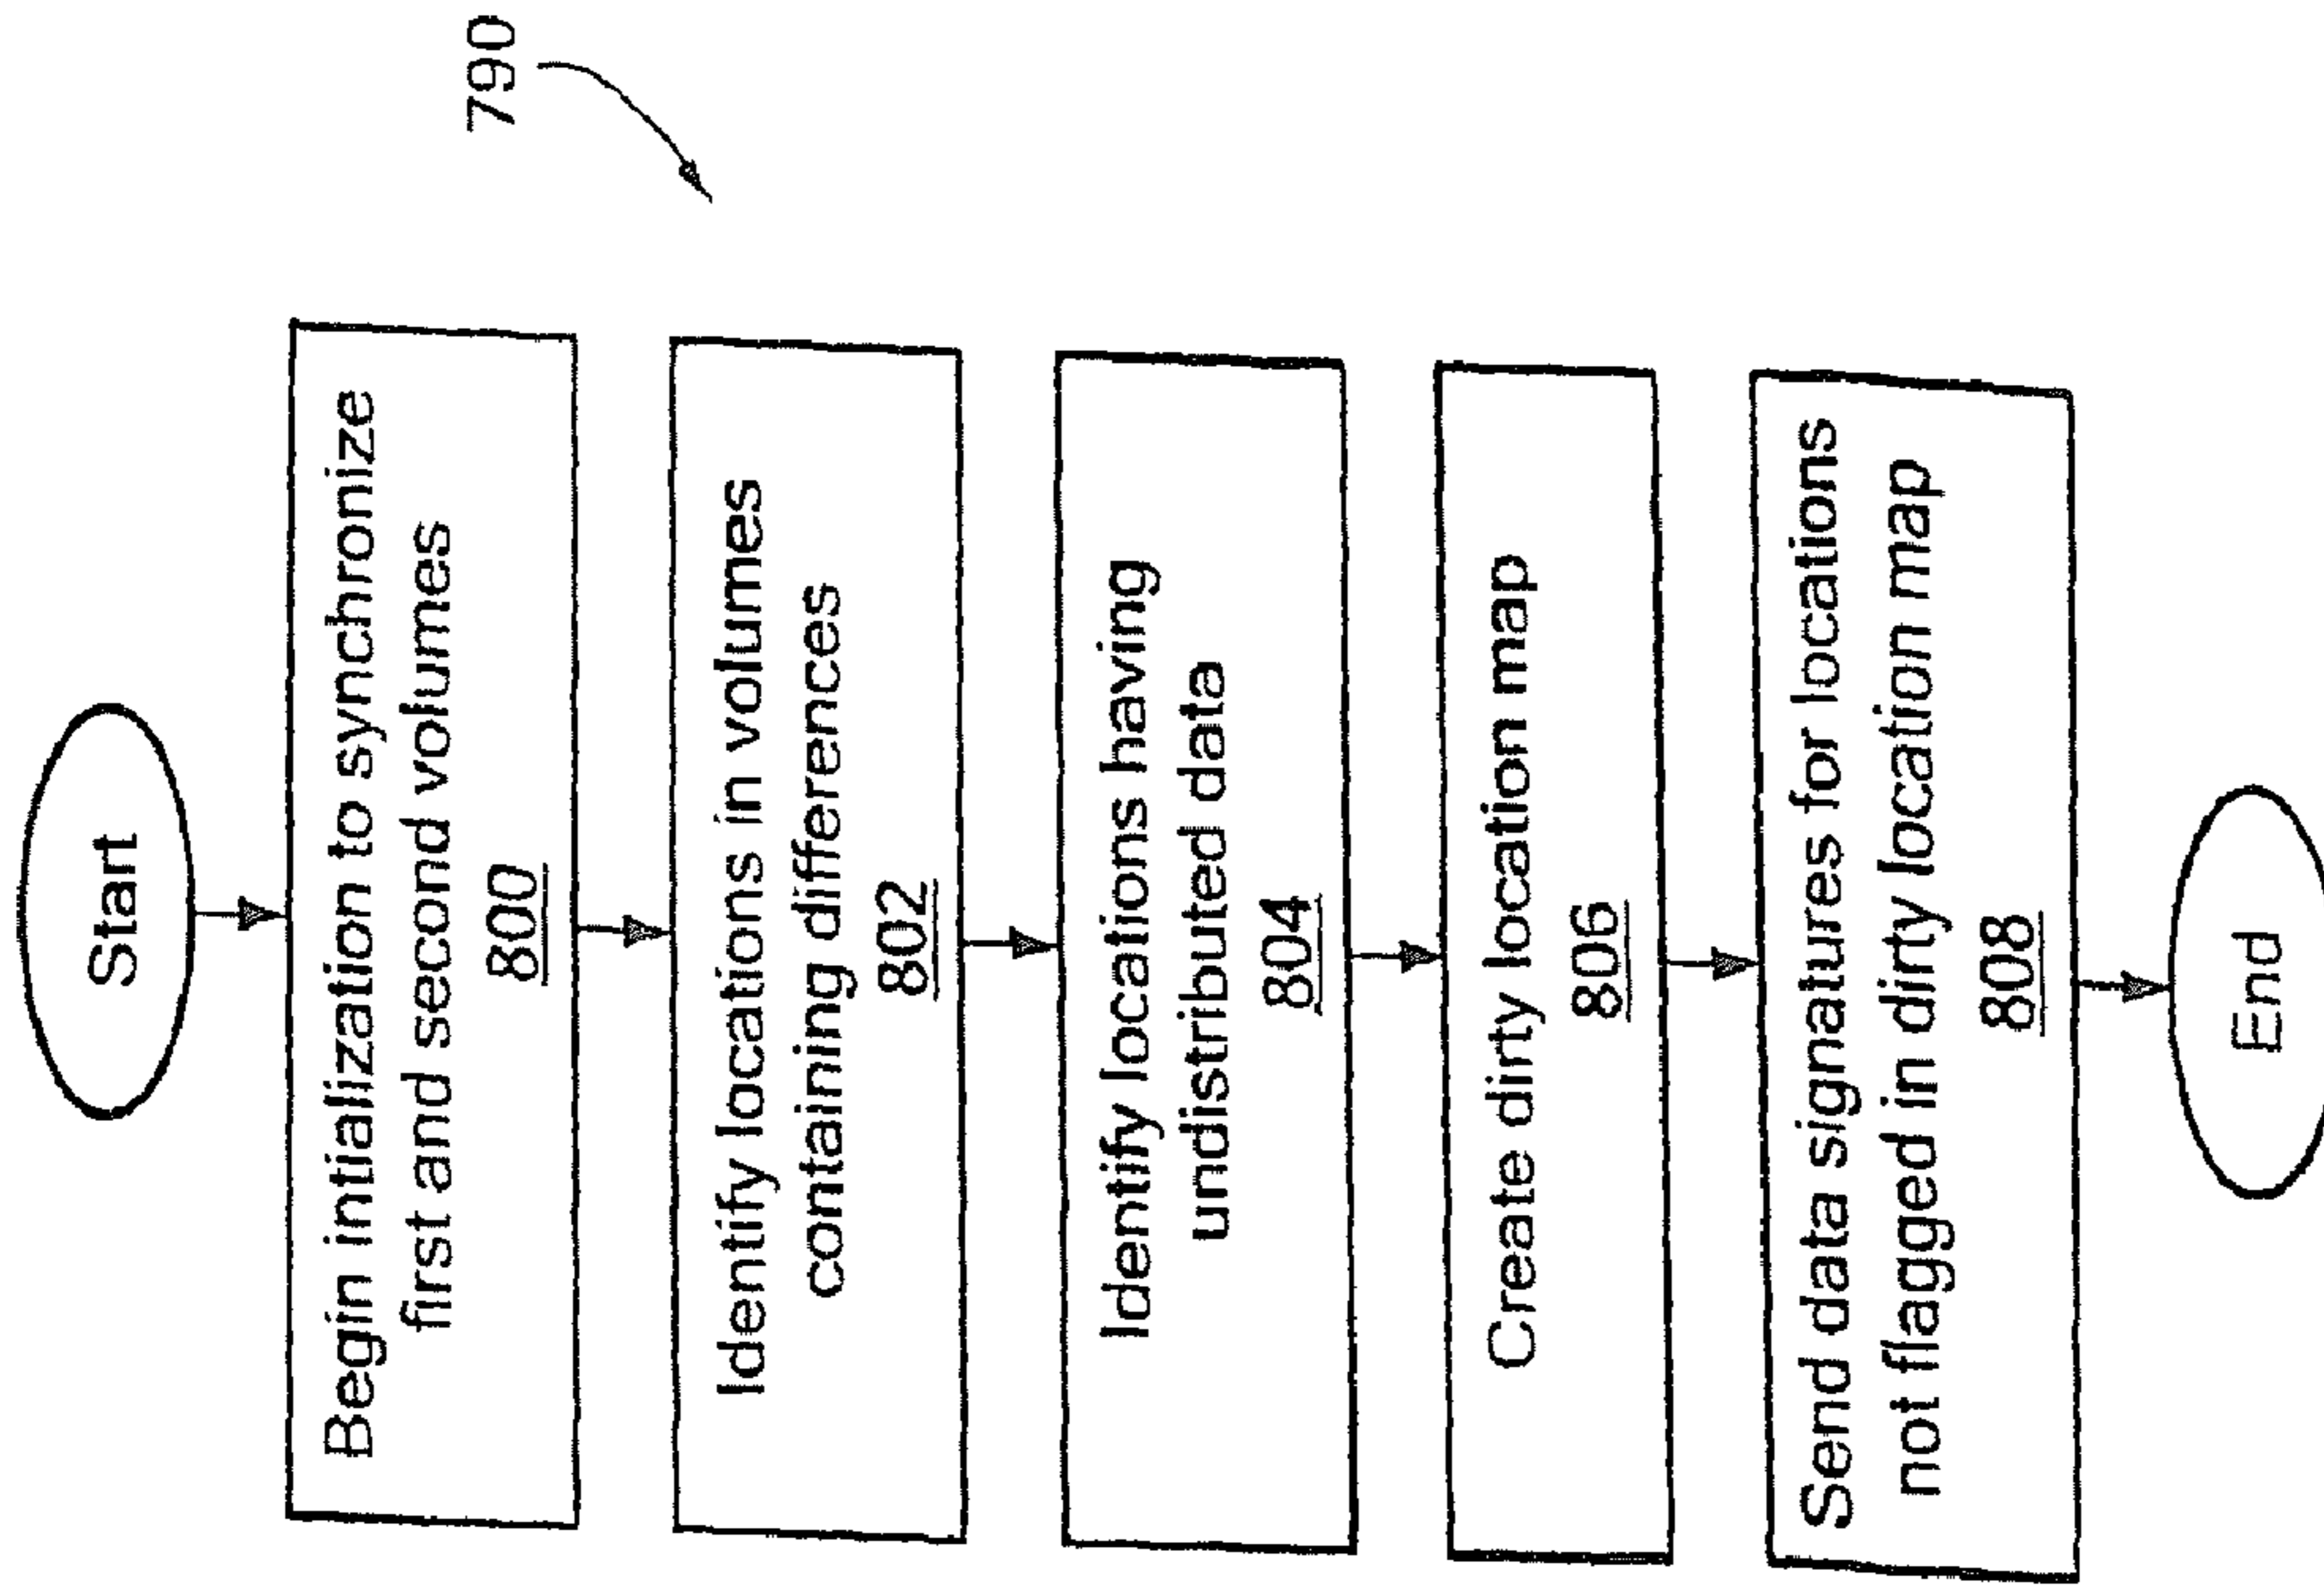 790
Start
Begin intialization to synchronize
first and second volumes
800
Identify locations in volumes
containing differences
802
Identify locations having
undistributed data
804
Create dirty location map
806
Send data signatures for locations
not flagged in dirty location map
808
End